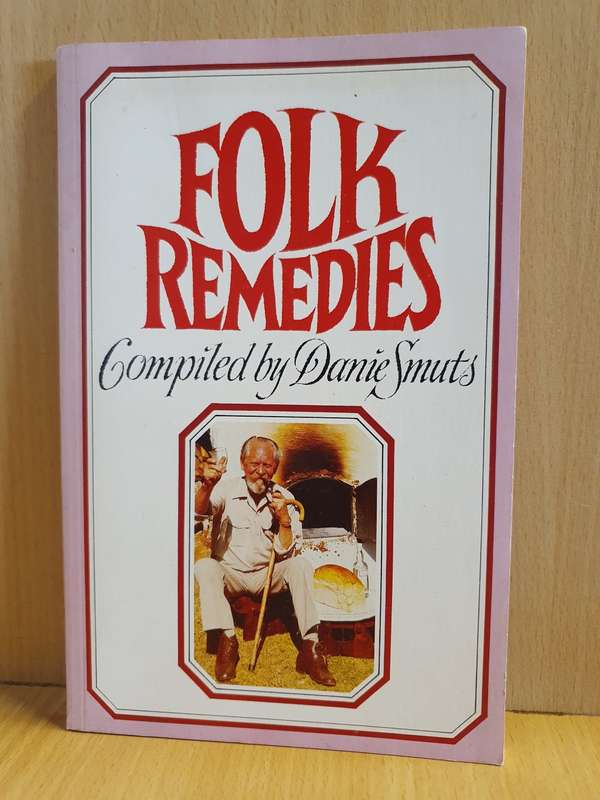 FOLK
REMEDIES
Compiled by Danie Smuts